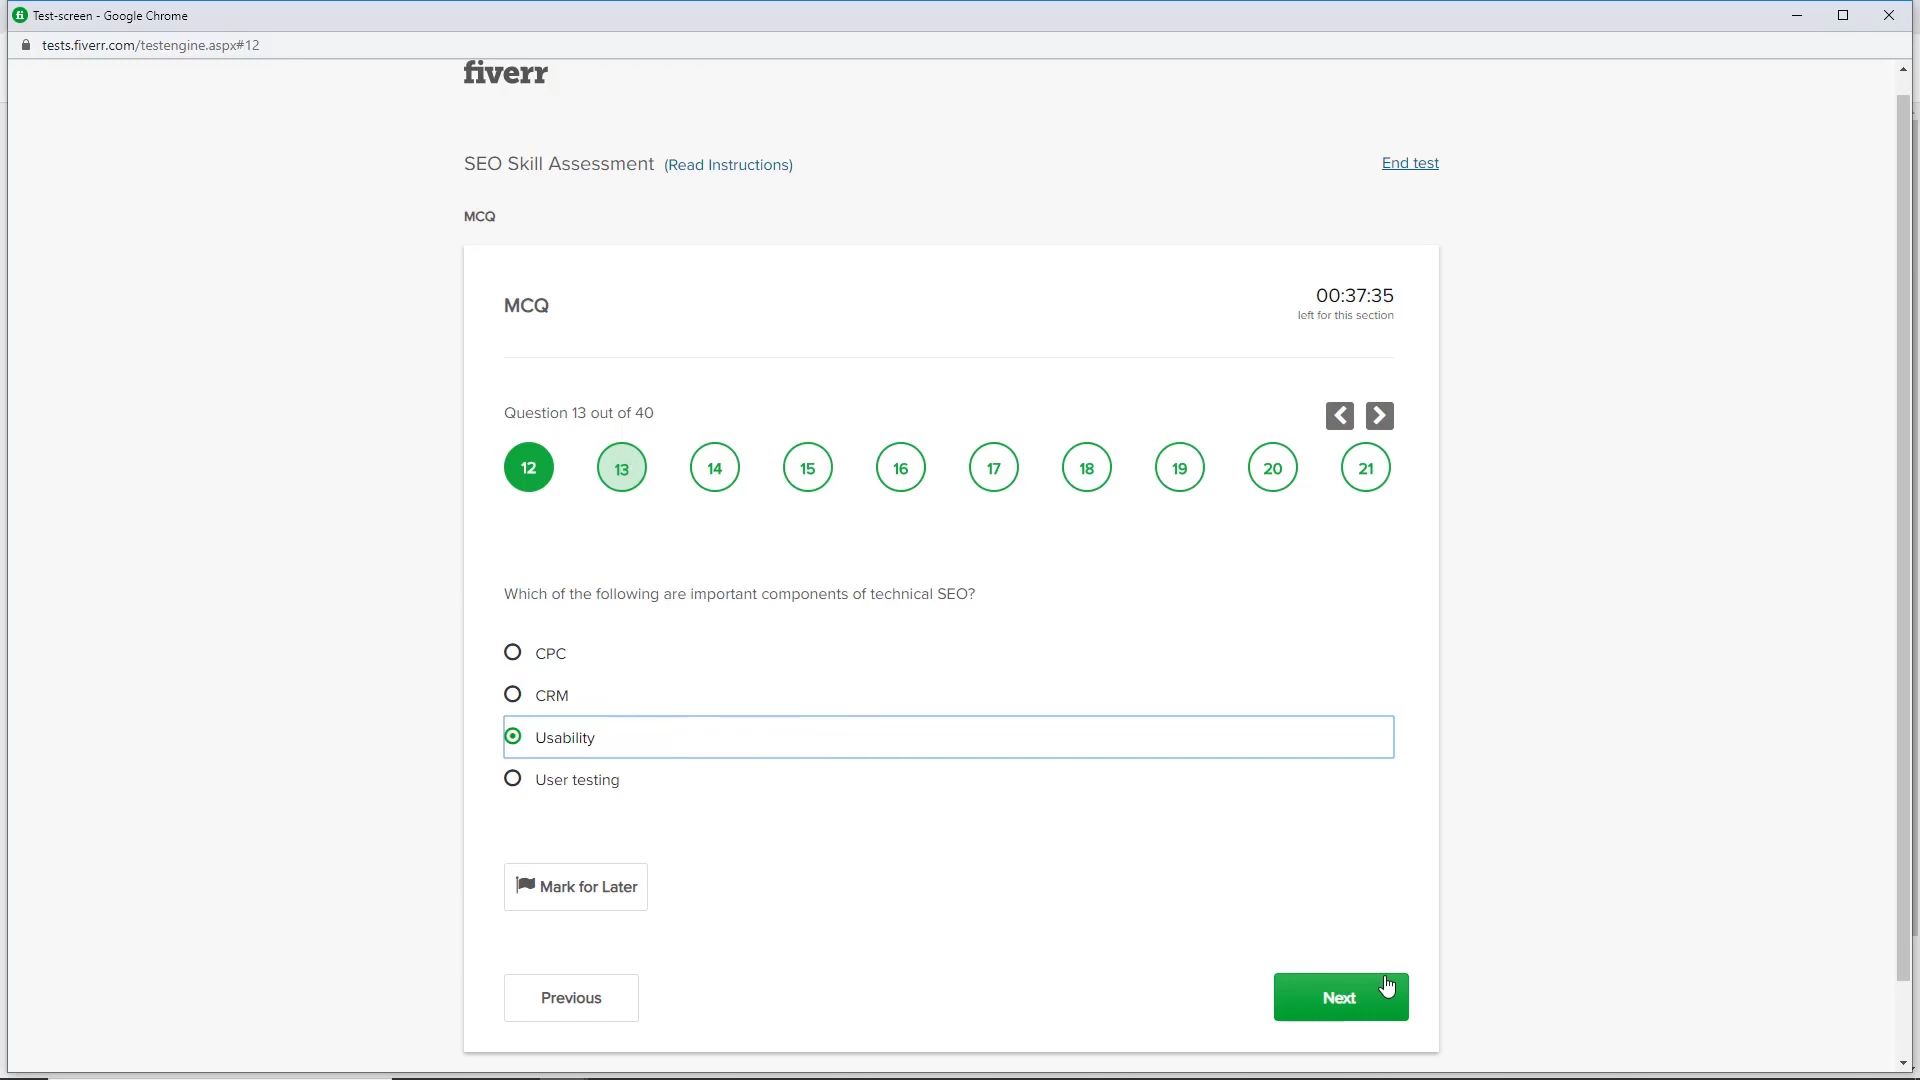 Test-screen - Google Chrome
tests.fiverr.com/testengine.aspx#12
fiverr
SEO Skill Assessment (Read Instructions)
End test
MCQ
MCQ
00:37:35
left for this section
Question 13 out of 40
12 13 14 15 16 17 18 19 20 21
Which of the following are important components of technical SEO?
CPC
CRM
Usability
User testing
Mark for Later
Previous
Next